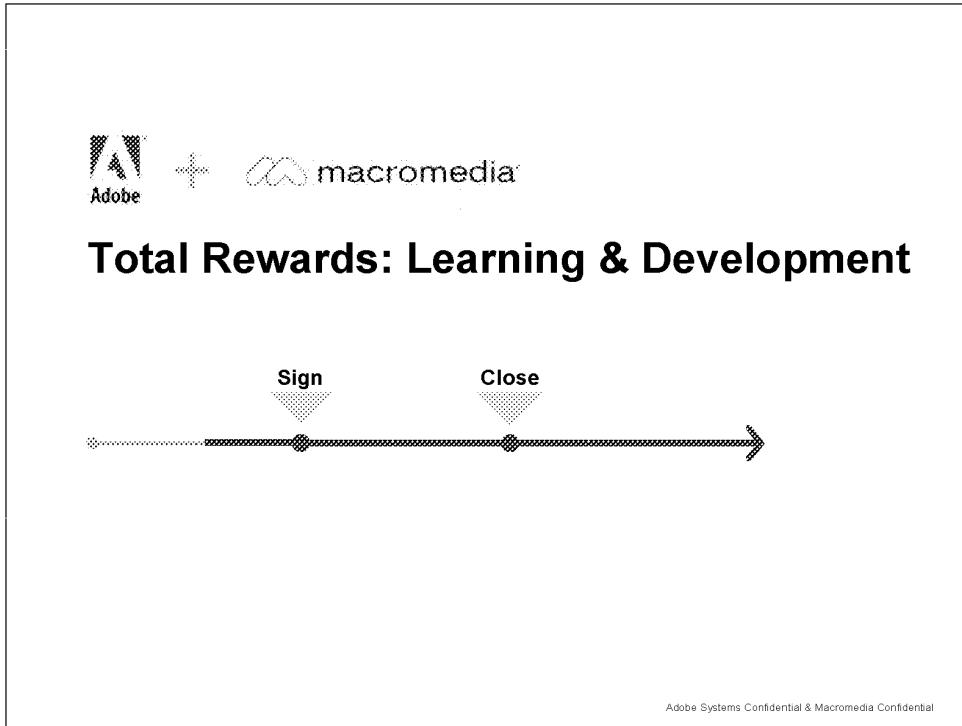 Adobe
macromedia
Total Rewards: Learning & Development
Sign
Close
Adobe Systems Confidential & Macromedia Confidential